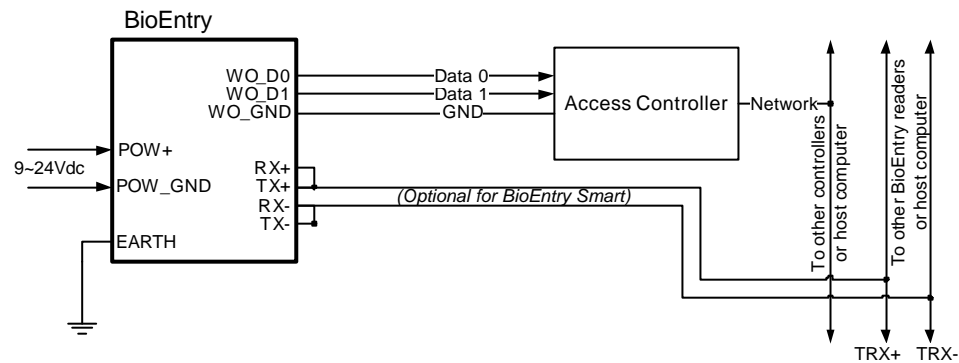 BioEntry
WO_D0
WO_D1
WO_GND
Data 0
Data 1
GND
Access Controller
Network
9~24Vdc
POW+
POW_GND
EARTH
RX+
TX+
RX-
TX-
(Optional for BioEntry Smart)
To other controllers
or host computer
To other BioEntry readers
or host computer
TRX+
TRX-